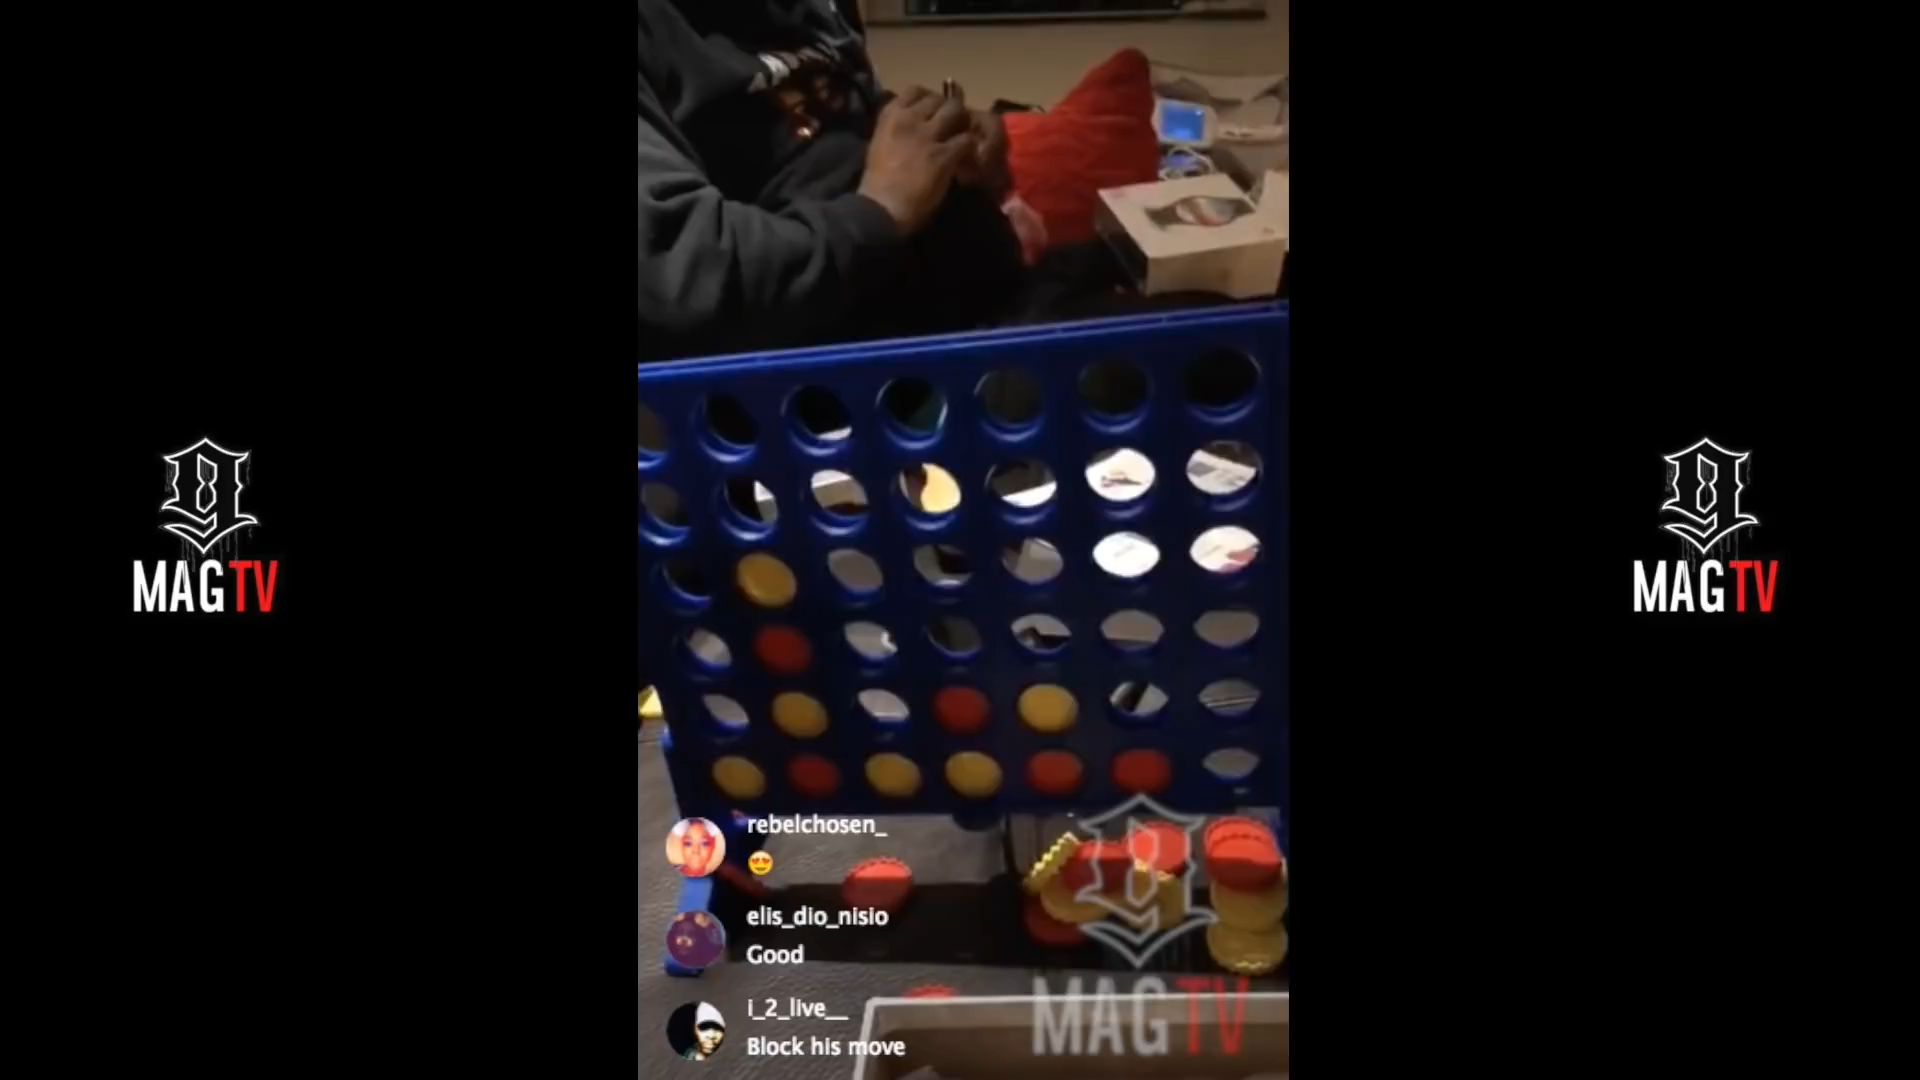 MAGTV
MAGTV
rebelchosen_
elis_dio_nisio
Good
i_2_live__
Block his move
MAGTV